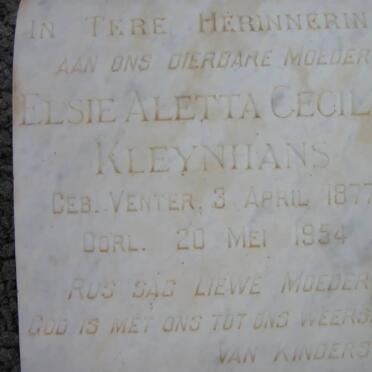 IN TERE HERINNERIN
AAN ONS DIERBARE MOEDER
ELSIE ALETTA CECIL
KLEYNHANS
GEB. VENTER, 3 APRIL 1877
OORL. 20 MEI 1954
RUS SAG LIEWE MOEDER
GOD IS MET ONS TOT ONS WEERS
VAN KINDERS